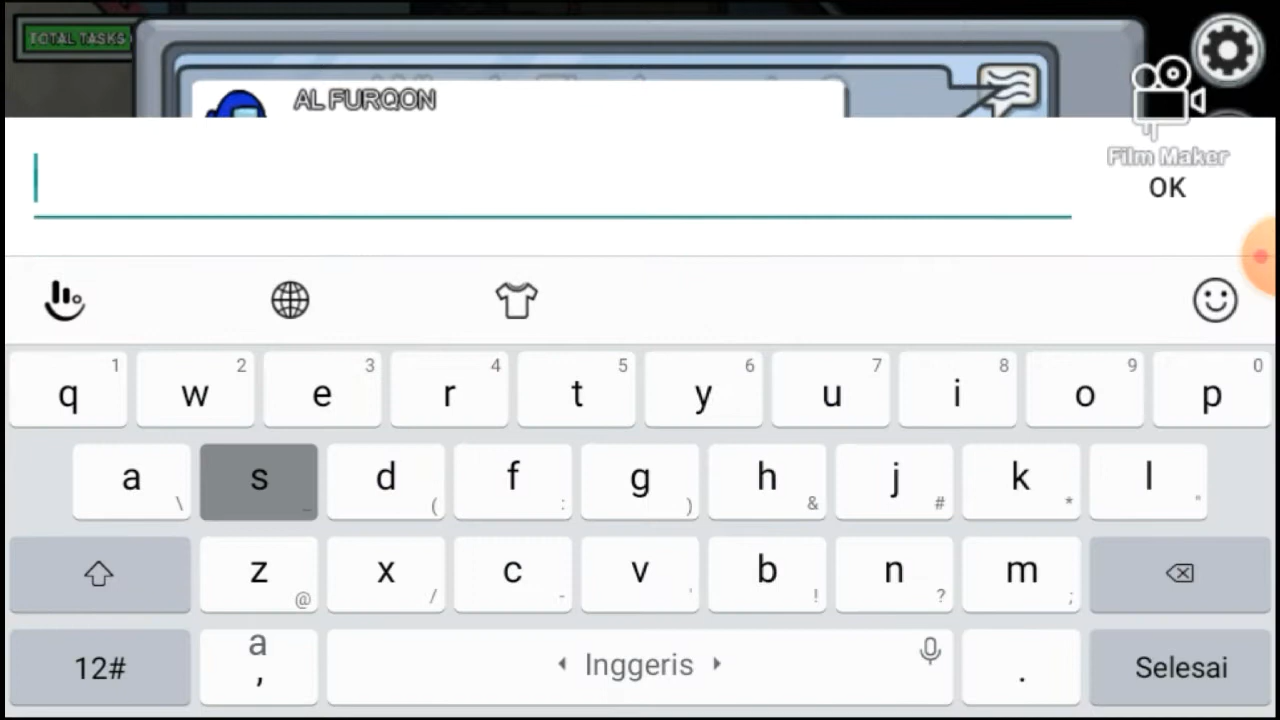 TOTAL TASKS
AL FURQON
Film Maker
OK
q 1 w 2 e 3 r 4 t 5 y 6 u 7 i 8 o 9 p 0
a \ s _ d ( f : g ) h & j # k * l °
z @ x / c - v ' b ! n ? m ;
12# a , Inggeris . Selesai